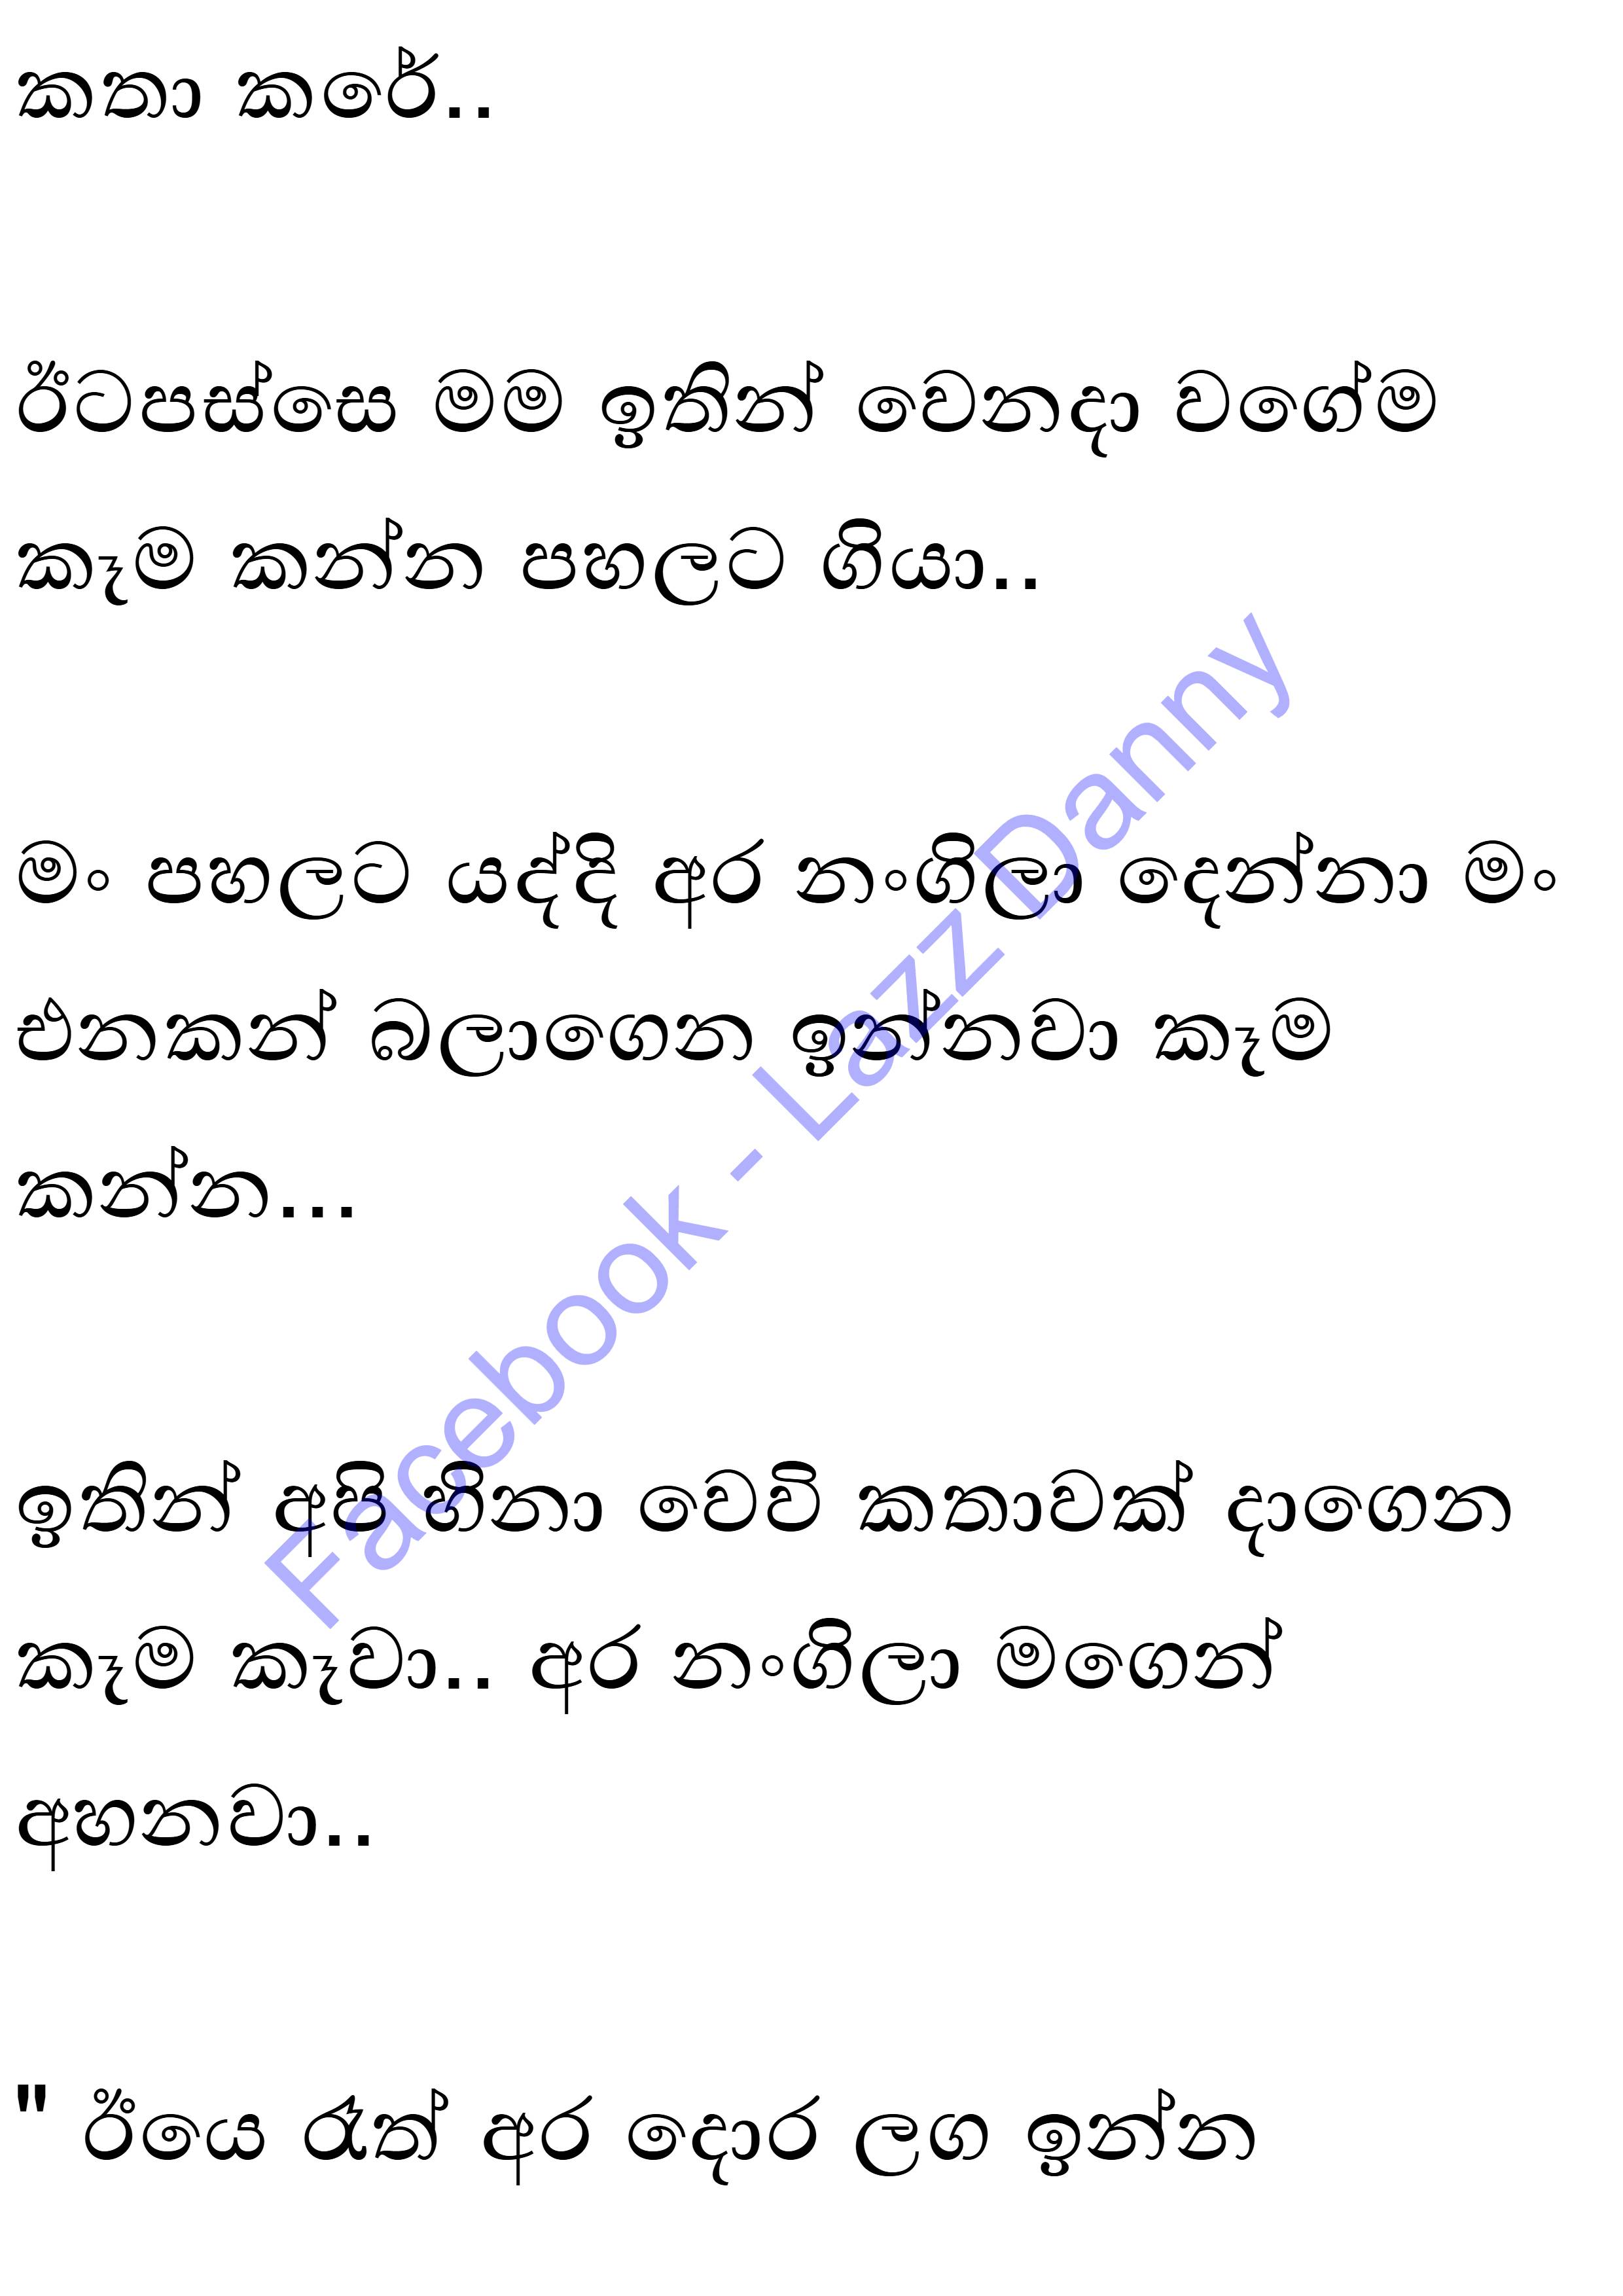 කතා කරේ..
ඊටපස්සෙ මම ඉතින් වෙනදා වගේම
කෑම කන්න පහලට ගියා..
මං පහලට යද්දි අර නංගිලා දෙන්නා මං
එනකන් බලාගෙන ඉන්නවා කෑම
කන්න...
ඉතින් අපි හිනා වෙවී කතාවක් දාගෙන
කෑම කෑවා.. අර නංගිලා මගෙන්
අහනවා..
" ඊයෙ රෑත් අර දොර ලග ඉන්න
Facebook - Lazz Danny